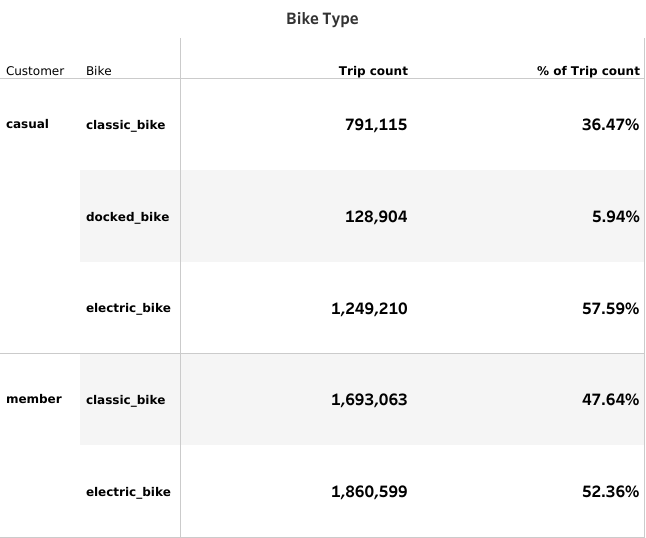 Bike Type
Customer Bike Trip count % of Trip count
casual classic_bike 791,115 36.47%
docked_bike 128,904 5.94%
electric_bike 1,249,210 57.59%
member classic_bike 1,693,063 47.64%
electric_bike 1,860,599 52.36%